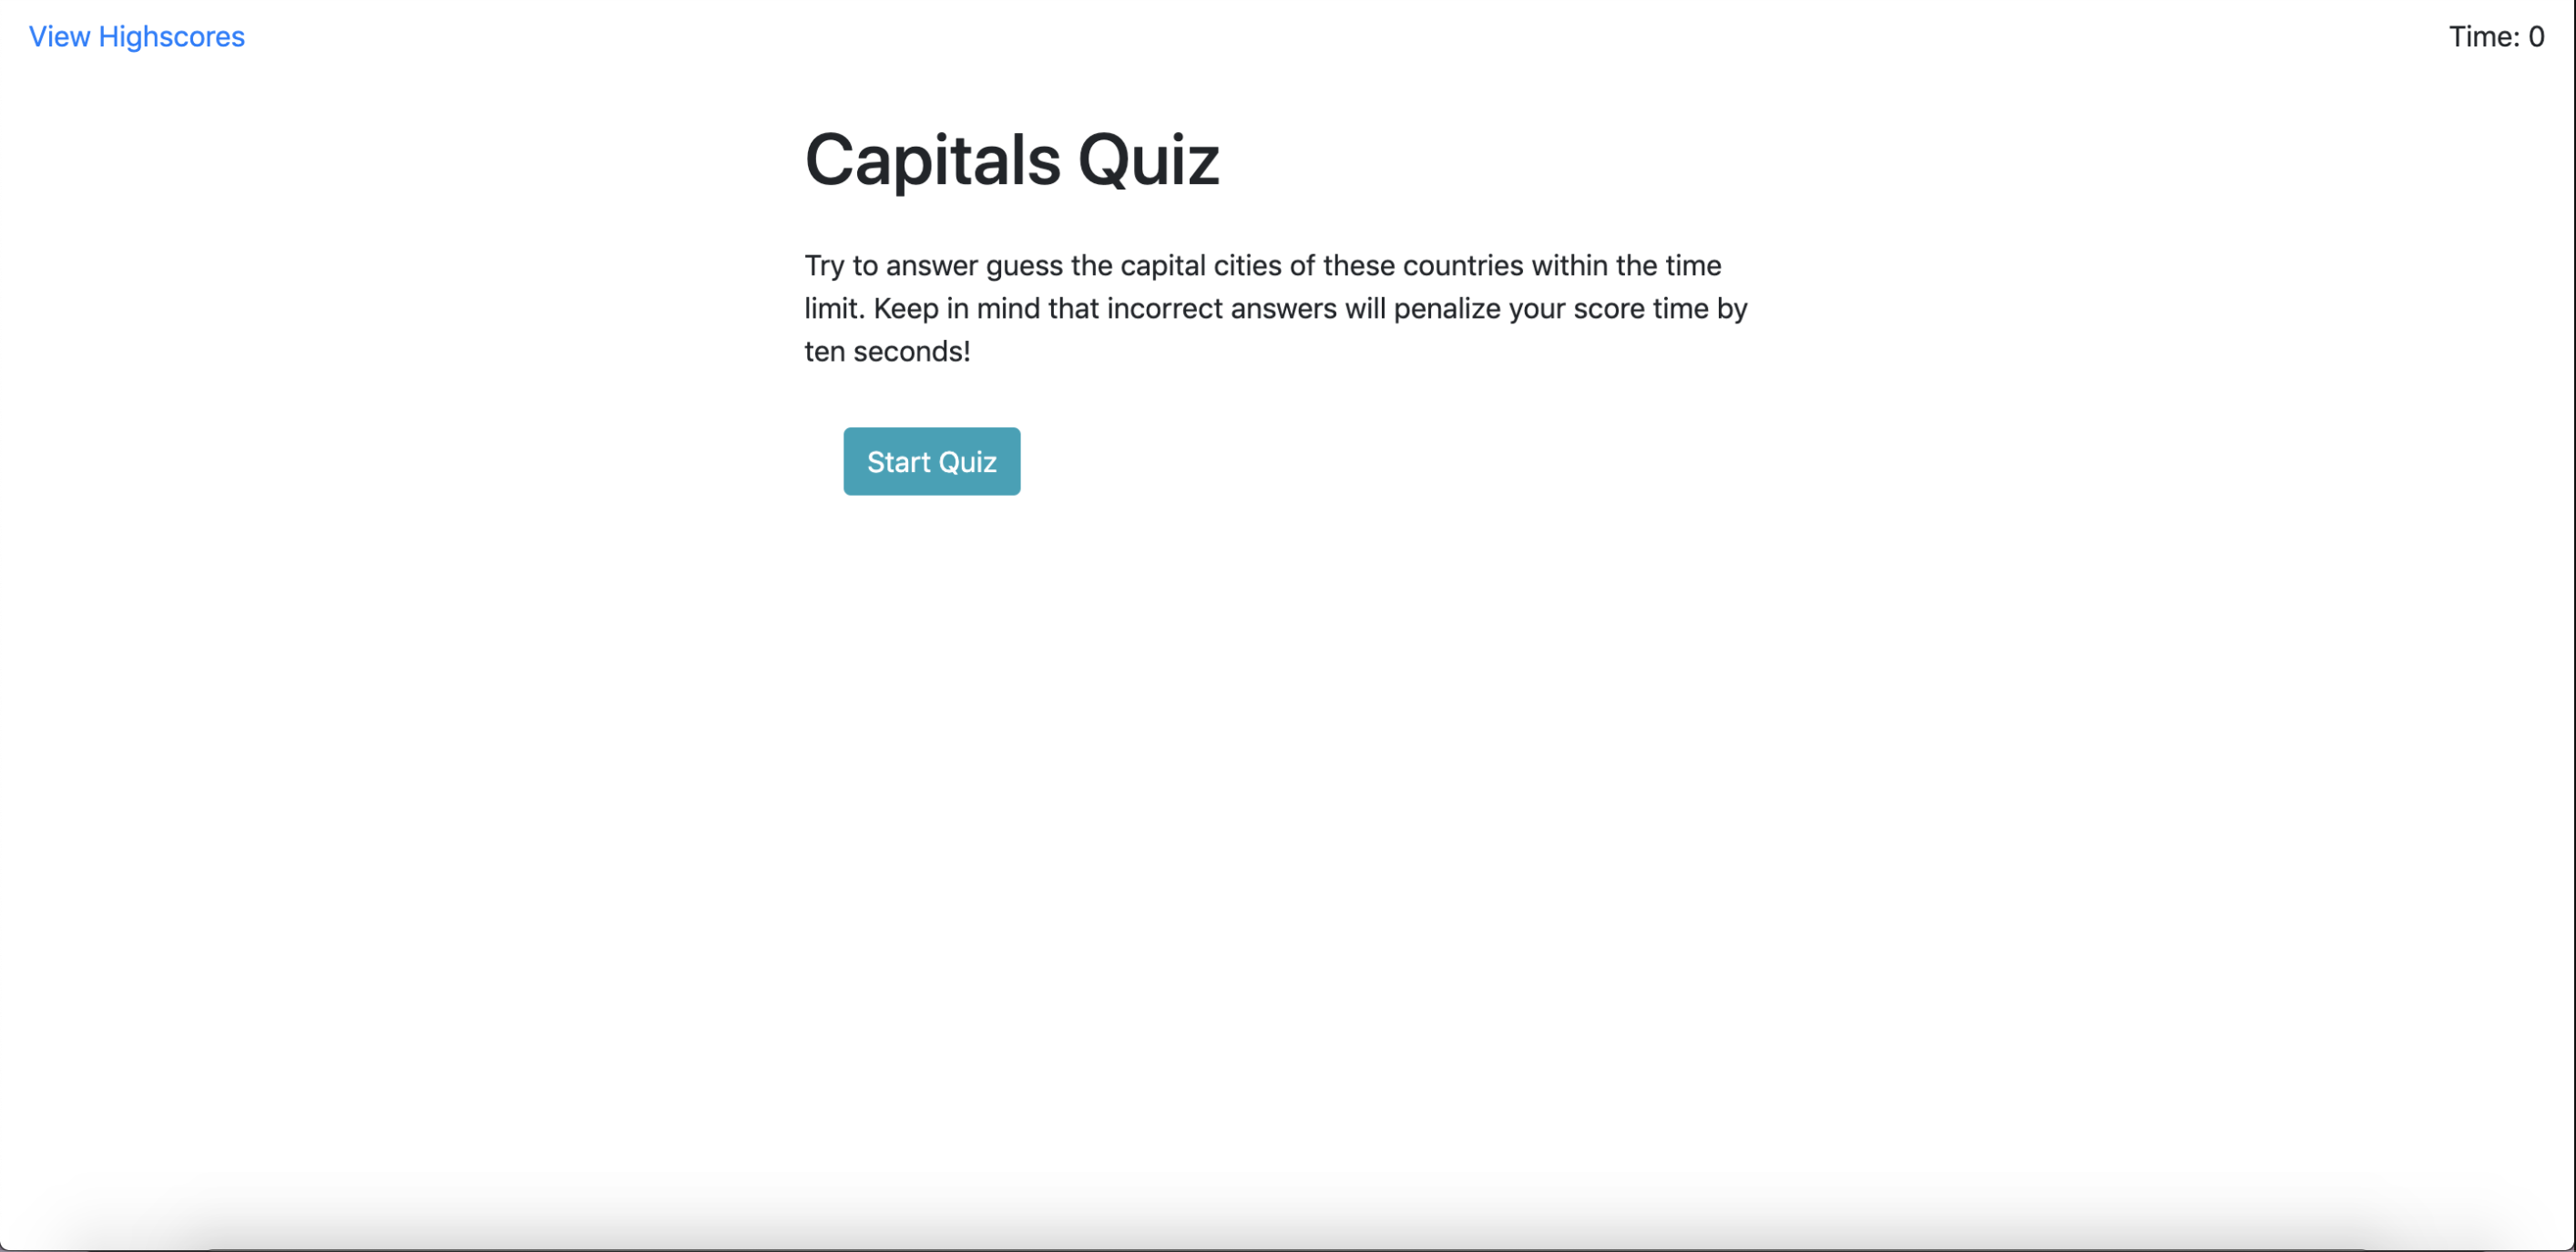 View Highscores
Time: 0
Capitals Quiz
Try to answer guess the capital cities of these countries within the time
limit. Keep in mind that incorrect answers will penalize your score time by
ten seconds!
Start Quiz